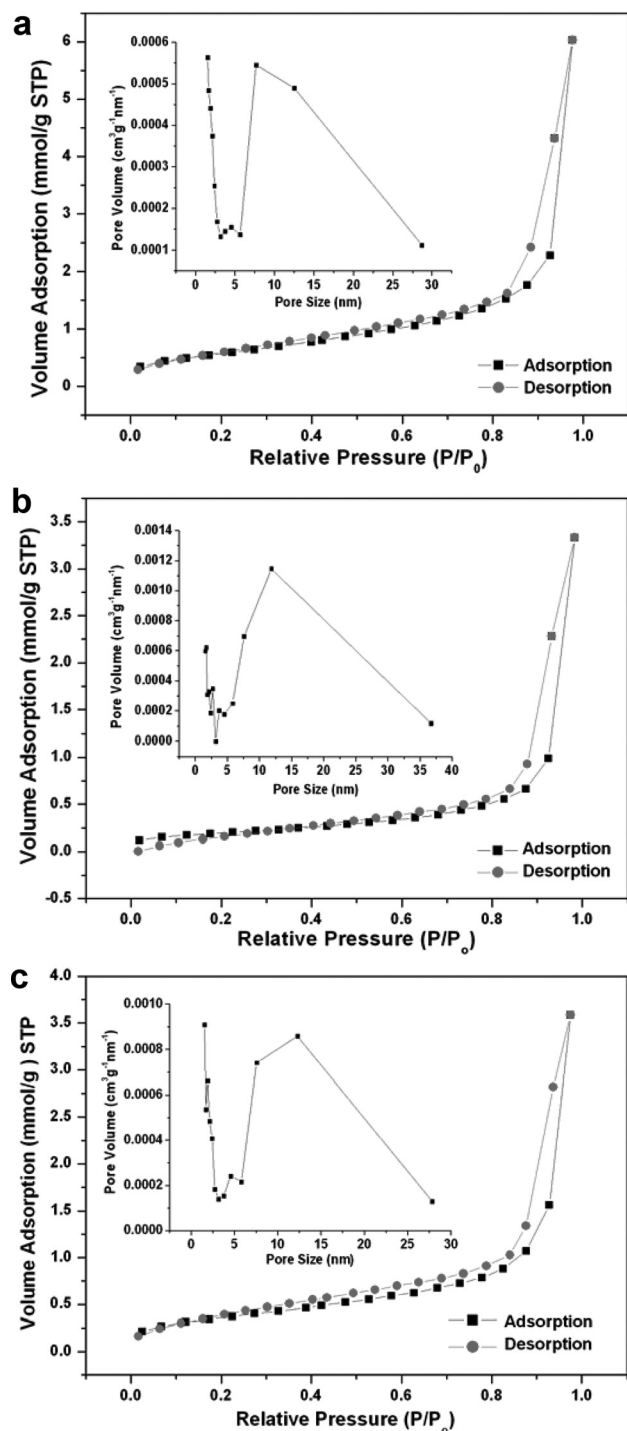 a
Volume Adsorption (mmol/g STP)
6
5
4
3
2
1
0
Pore Volume (cm³g⁻¹nm⁻¹)
0.0006
0.0005
0.0004
0.0003
0.0002
0.0001
0 5 10 15 20 25 30
Pore Size (nm)
Adsorption
Desorption
0.0 0.2 0.4 0.6 0.8 1.0
Relative Pressure (P/P₀)
b
Volume Adsorption (mmol/g STP)
3.5
3.0
2.5
2.0
1.5
1.0
0.5
0.0
-0.5
Pore Volume (cm³g⁻¹nm⁻¹)
0.0014
0.0012
0.0010
0.0008
0.0006
0.0004
0.0002
0.0000
0 5 10 15 20 25 30 35 40
Pore Size (nm)
Adsorption
Desorption
0.0 0.2 0.4 0.6 0.8 1.0
Relative Pressure (P/Pₒ)
c
Volume Adsorption (mmol/g ) STP
4.0
3.5
3.0
2.5
2.0
1.5
1.0
0.5
0.0
Pore Volume (cm³g⁻¹nm⁻¹)
0.0010
0.0008
0.0006
0.0004
0.0002
0.0000
0 5 10 15 20 25 30
Pore Size (nm)
Adsorption
Desorption
0.0 0.2 0.4 0.6 0.8 1.0
Relative Pressure (P/Pₒ)